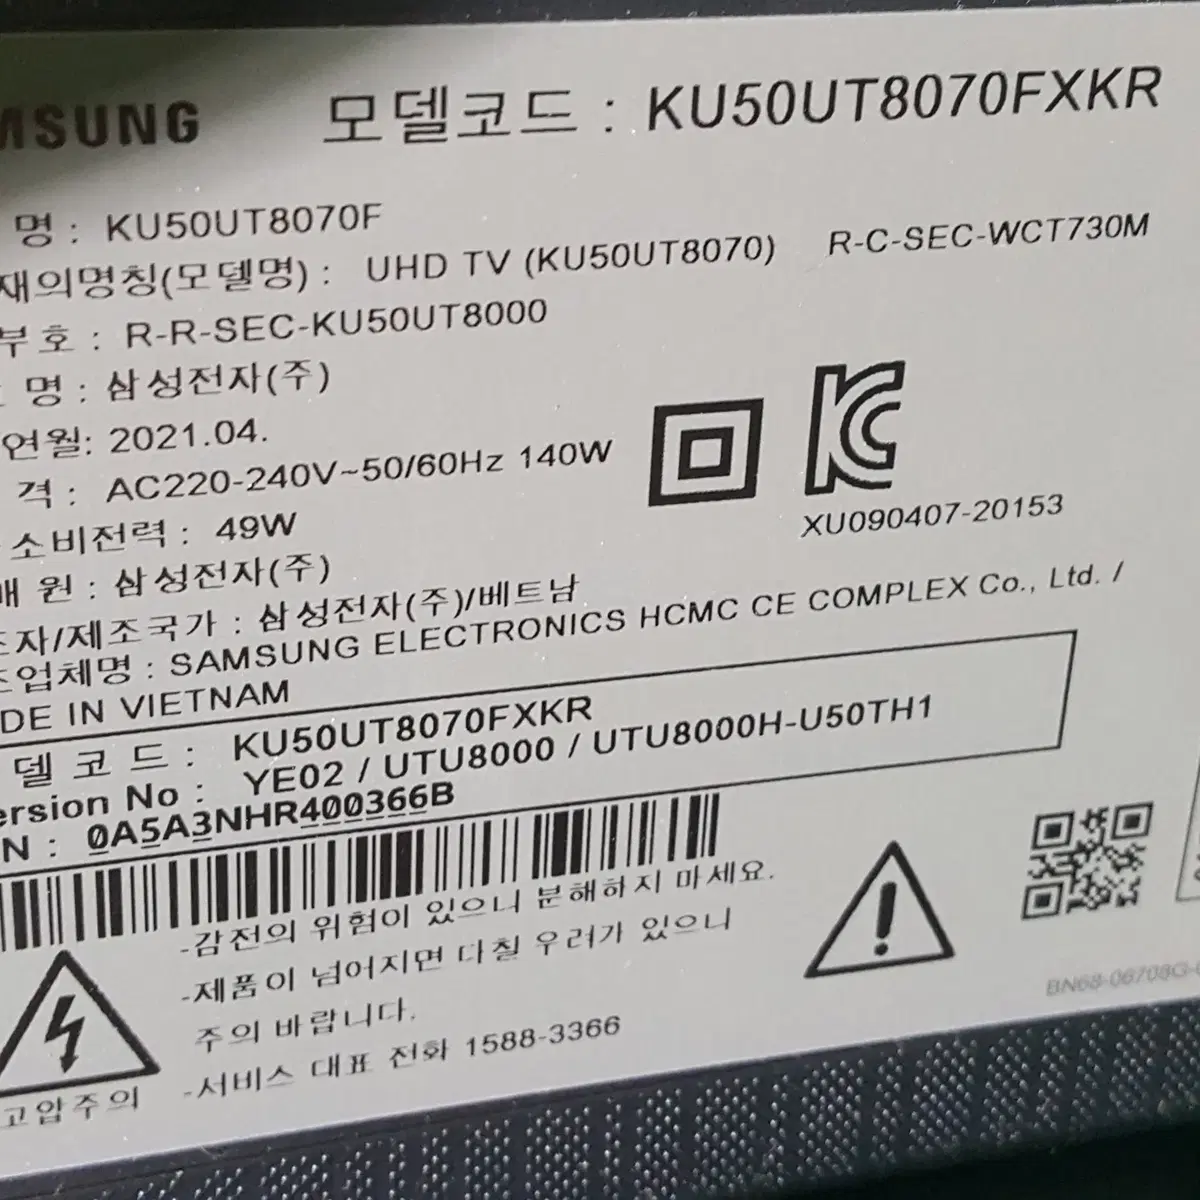 MSUNG 모델코드 : KU50UT8070FXKR
명 : KU50UT8070F
재의명칭(모델명) : UHD TV (KU50UT8070) R-C-SEC-WCT730M
부호 : R-R-SEC-KU50UT8000
명 : 삼성전자(주)
연월: 2021.04.
격 : AC220-240V~50/60Hz 140W
소비전력 : 49W
매 원 : 삼성전자(주)
조자/제조국가 : 삼성전자(주)/베트남
조업체명 : SAMSUNG ELECTRONICS HCMC CE COMPLEX Co., Ltd. /
DE IN VIETNAM
KC
XU090407-20153
델 코 드 : KU50UT8070FXKR
ersion No : YE02 / UTU8000 / UTU8000H-U50TH1
N : 0A5A3NHR400366B
-감전의 위험이 있으니 분해하지 마세요.
-제품이 넘어지면 다칠 우려가 있으니
주의 바랍니다.
-서비스 대표 전화 1588-3366
고압주의